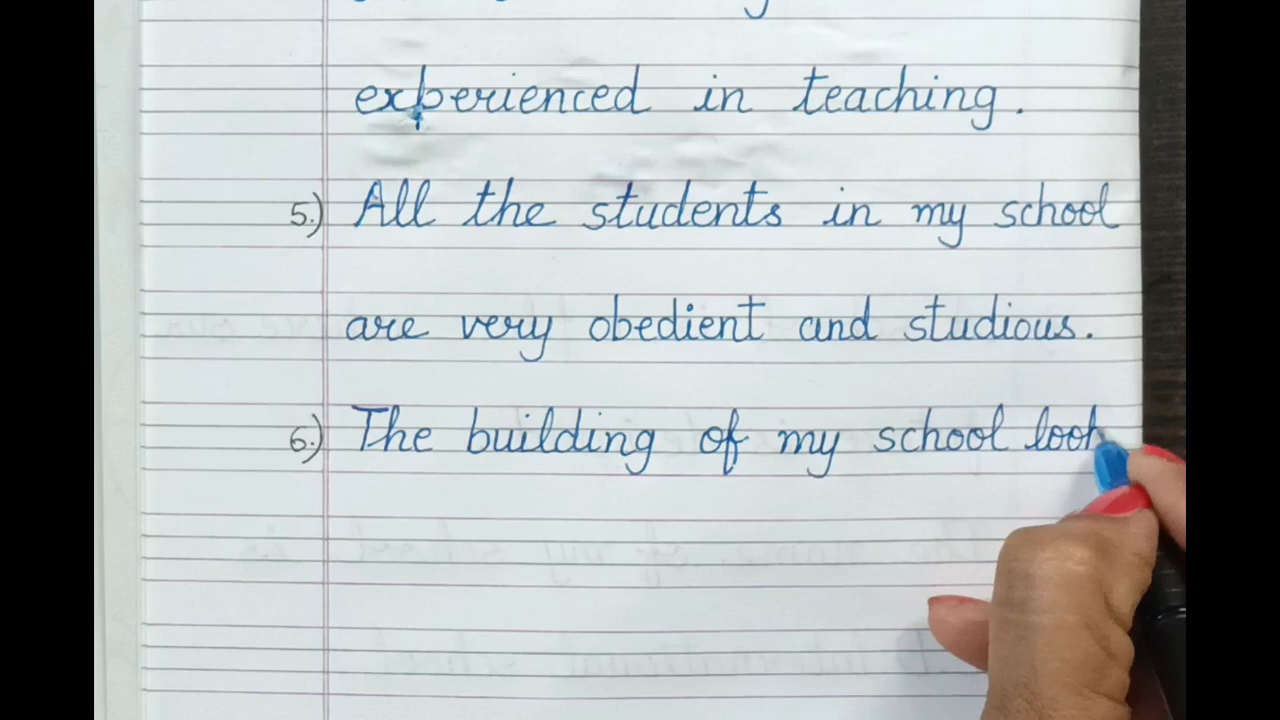 experienced in teaching.
5.) All the students in my school
are very obedient and studious.
6.) The building of my school look